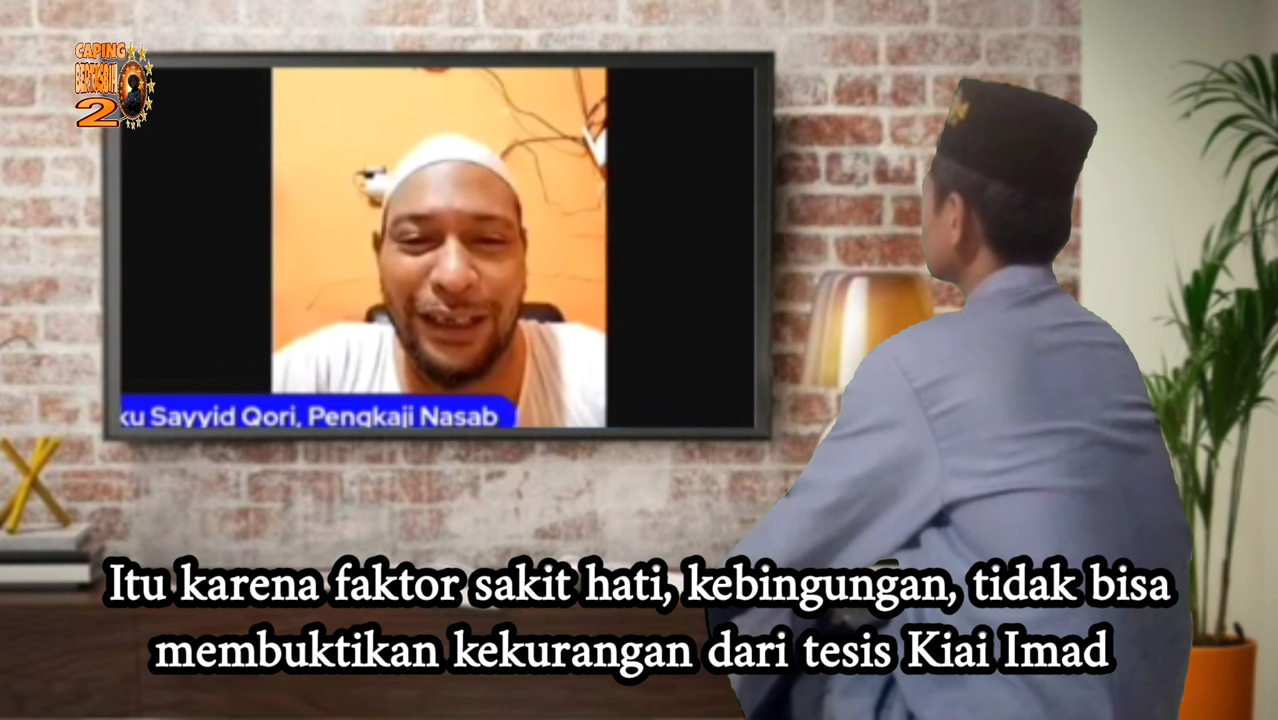 CAPING
BERTASBIH
2
ku Sayyid Qori, Pengkaji Nasab
Itu karena faktor sakit hati, kebingungan, tidak bisa
membuktikan kekurangan dari tesis Kiai Imad